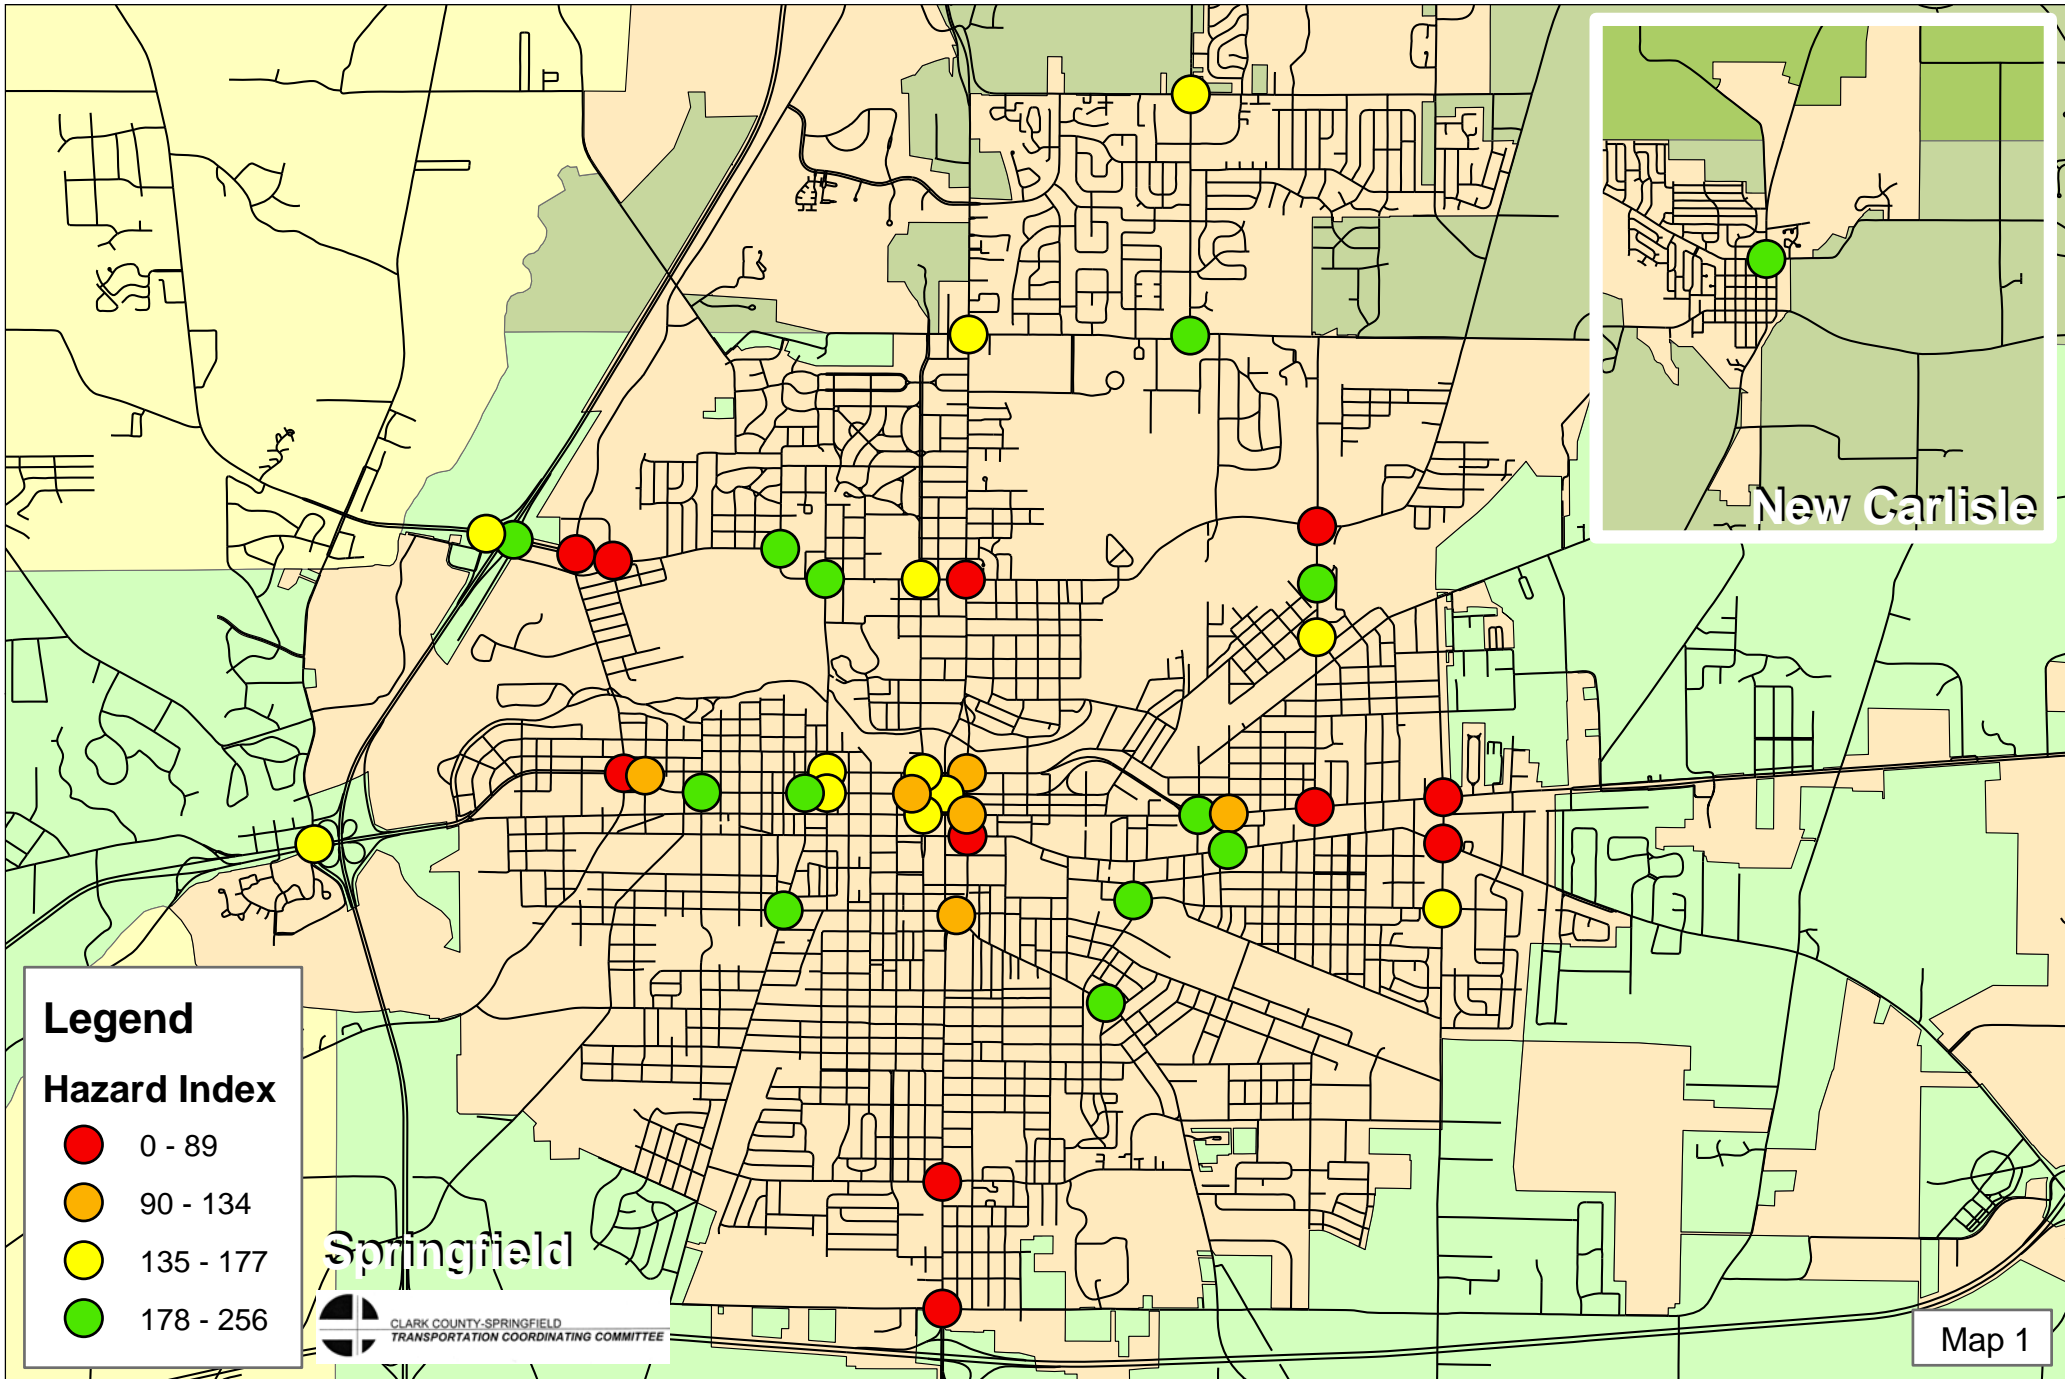 New Carlisle
Legend
Hazard Index
0 - 89
90 - 134
135 - 177
178 - 256
Springfield
CLARK COUNTY-SPRINGFIELD
TRANSPORTATION COORDINATING COMMITTEE
Map 1